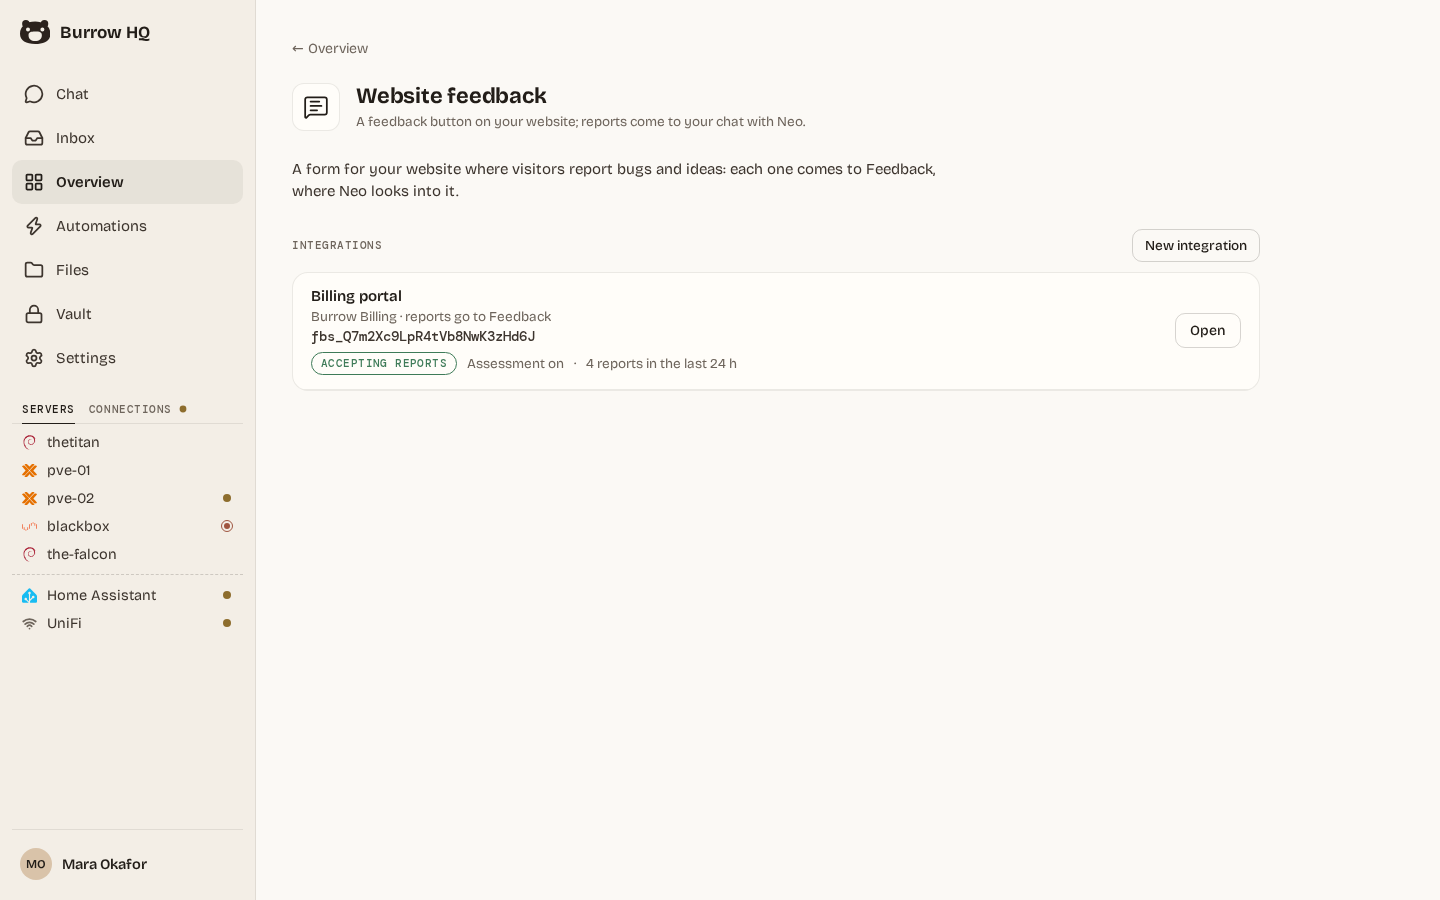 Burrow HQ
Chat
Inbox
Overview
Automations
Files
Vault
Settings
SERVERS CONNECTIONS
thetitan
pve-01
pve-02
blackbox
the-falcon
Home Assistant
UniFi
MO Mara Okafor
← Overview
Website feedback
A feedback button on your website; reports come to your chat with Neo.
A form for your website where visitors report bugs and ideas: each one comes to Feedback,
where Neo looks into it.
INTEGRATIONS New integration
Billing portal
Burrow Billing · reports go to Feedback
fbs_Q7m2Xc9LpR4tVb8NwK3zHd6J
Open
ACCEPTING REPORTS Assessment on · 4 reports in the last 24 h